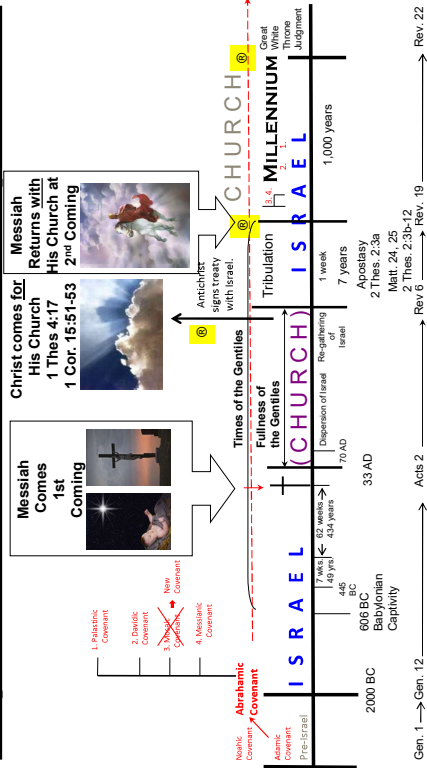 Messiah
Comes
1st
Coming
Christ comes for
His Church
1 Thes 4:17
1 Cor. 15:51-53
Messiah
Returns with
His Church at
2nd Coming
1. Palastinic
Covenant
2. Davidic
Covenant
3. Mosaic
Covenant
New
Covenant
4. Messianic
Covenant
Noahic
Covenant
Adamic
Covenant
Abrahamic
Covenant
Times of the Gentiles
Fullness of
the Gentiles
®
Antichrist
signs treaty
with Israel.
®
CHURCH
®
Great
White
Throne
Judgment
Tribulation
3. 4.
MILLENNIUM
2. 1.
Pre-Israel
ISRAEL
(CHURCH)
ISRAEL
7 wks.
49 yrs.
62 weeks
434 years
70 AD
Dispersion of Israel
Re-gathering
of
Israel
1 week
7 years
1,000 years
2000 BC
606 BC
Babylonian
Captivity
445
BC
33 AD
Apostasy
2 Thes. 2:3a
Matt. 24, 25
2 Thes. 2:3b-12
Gen. 1
Gen. 12
Acts 2
Rev 6
Rev. 19
Rev. 22